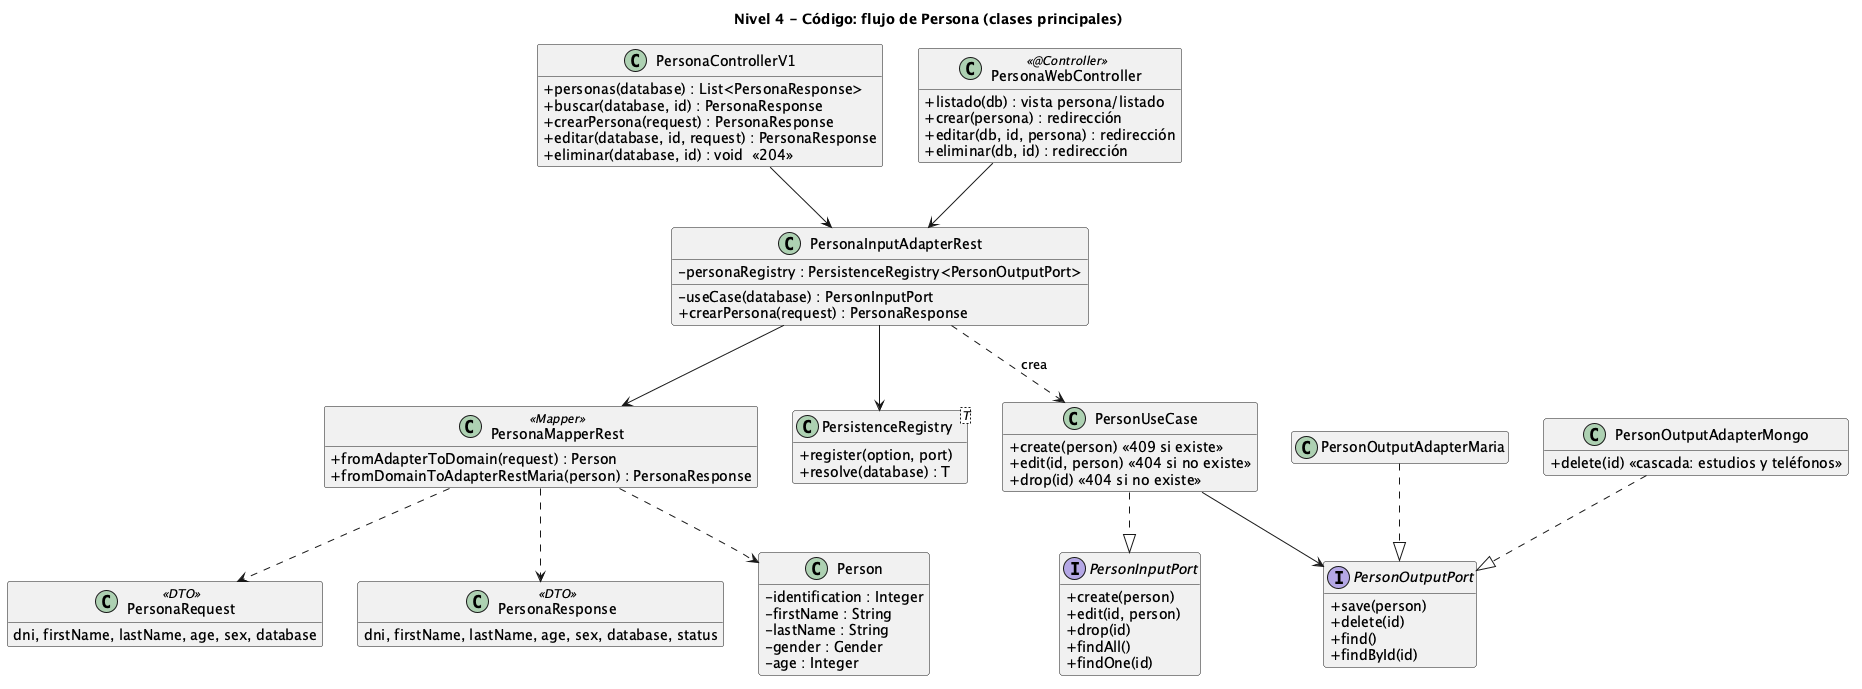 Nivel 4 - Código: flujo de Persona (clases principales)
C PersonaControllerV1
+personas(database) : List<PersonaResponse>
+buscar(database, id) : PersonaResponse
+crearPersona(request) : PersonaResponse
+editar(database, id, request) : PersonaResponse
+eliminar(database, id) : void «204»
«@Controller»
C PersonaWebController
+listado(db) : vista persona/listado
+crear(persona) : redirección
+editar(db, id, persona) : redirección
+eliminar(db, id) : redirección
C PersonaInputAdapterRest
-personaRegistry : PersistenceRegistry<PersonOutputPort>
-useCase(database) : PersonInputPort
+crearPersona(request) : PersonaResponse
crea
«Mapper»
C PersonaMapperRest
+fromAdapterToDomain(request) : Person
+fromDomainToAdapterRestMaria(person) : PersonaResponse
C PersistenceRegistry T
+register(option, port)
+resolve(database) : T
C PersonUseCase
+create(person) «409 si existe»
+edit(id, person) «404 si no existe»
+drop(id) «404 si no existe»
C PersonOutputAdapterMaria
C PersonOutputAdapterMongo
+delete(id) «cascada: estudios y teléfonos»
«DTO»
C PersonaRequest
dni, firstName, lastName, age, sex, database
«DTO»
C PersonaResponse
dni, firstName, lastName, age, sex, database, status
C Person
-identification : Integer
-firstName : String
-lastName : String
-gender : Gender
-age : Integer
I PersonInputPort
+create(person)
+edit(id, person)
+drop(id)
+findAll()
+findOne(id)
I PersonOutputPort
+save(person)
+delete(id)
+find()
+findById(id)